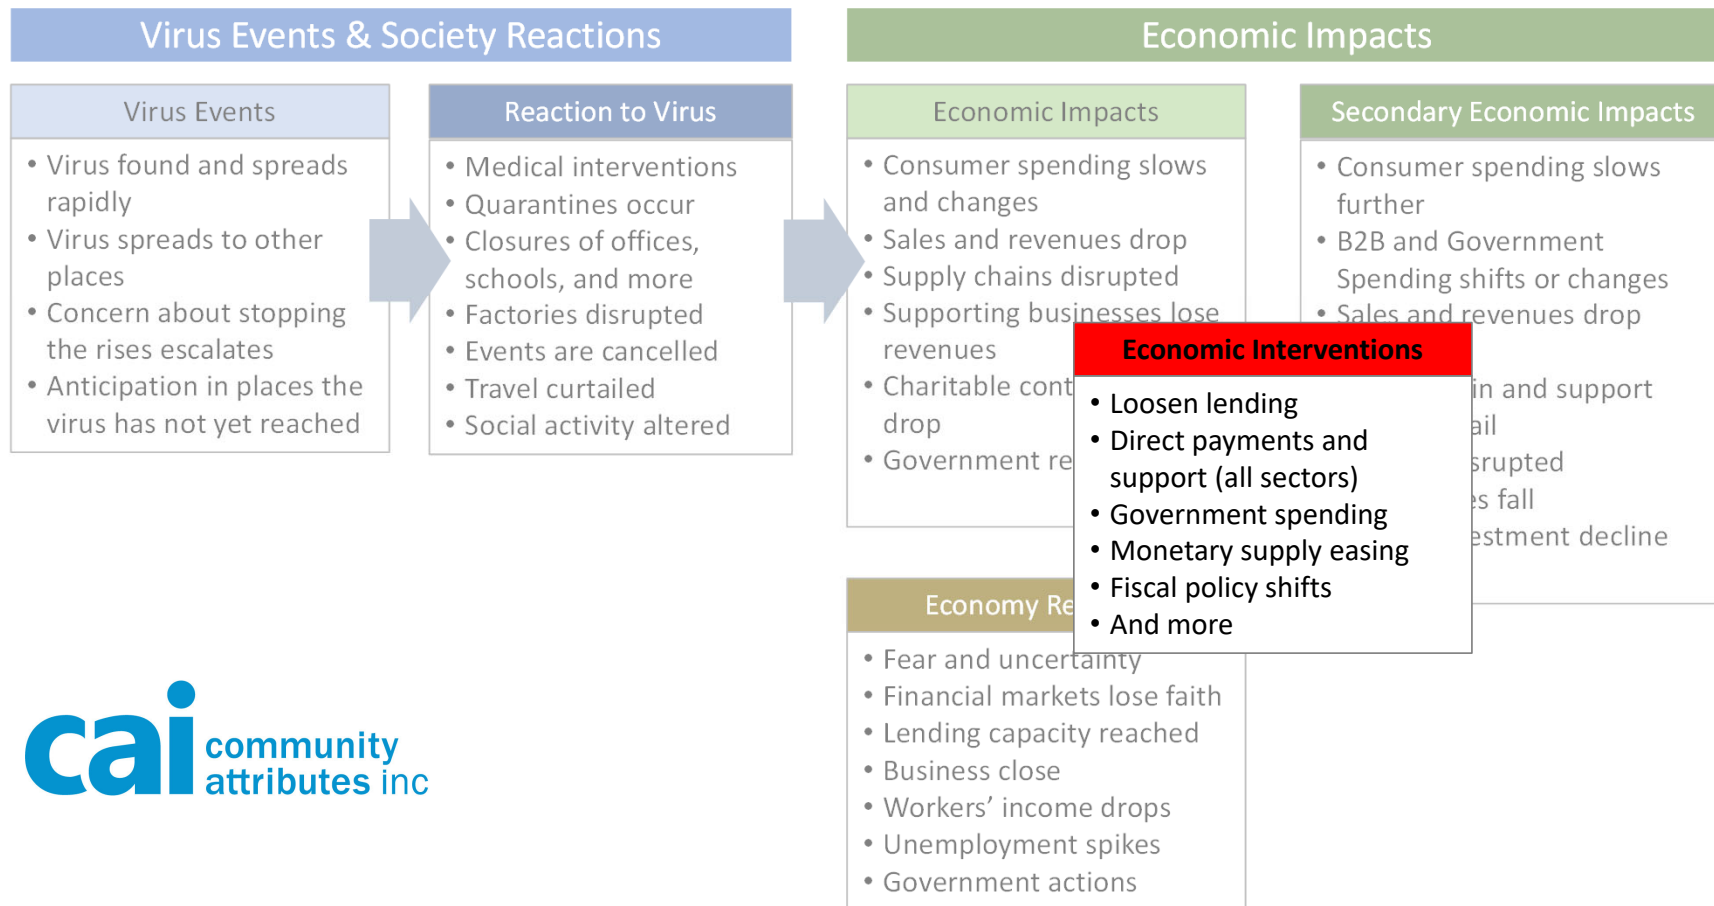 Virus Events & Society Reactions
Economic Impacts
Virus Events
• Virus found and spreads
rapidly
• Virus spreads to other
places
• Concern about stopping
the rises escalates
• Anticipation in places the
virus has not yet reached
Reaction to Virus
• Medical interventions
• Quarantines occur
• Closures of offices,
schools, and more
• Factories disrupted
• Events are cancelled
• Travel curtailed
• Social activity altered
Economic Impacts
• Consumer spending slows
and changes
• Sales and revenues drop
• Supply chains disrupted
• Supporting businesses lose
revenues
• Charitable
drop
• Government
Secondary Economic Impacts
• Consumer spending slows
further
• B2B and Government
Spending shifts or changes
• Sales and revenues drop
and support
fall
decline
Economic Interventions
• Loosen lending
• Direct payments and
support (all sectors)
• Government spending
• Monetary supply easing
• Fiscal policy shifts
• And more
Economy
• Fear and uncertainty
• Financial markets lose faith
• Lending capacity reached
• Business close
• Workers’ income drops
• Unemployment spikes
• Government actions
cai community
attributes inc